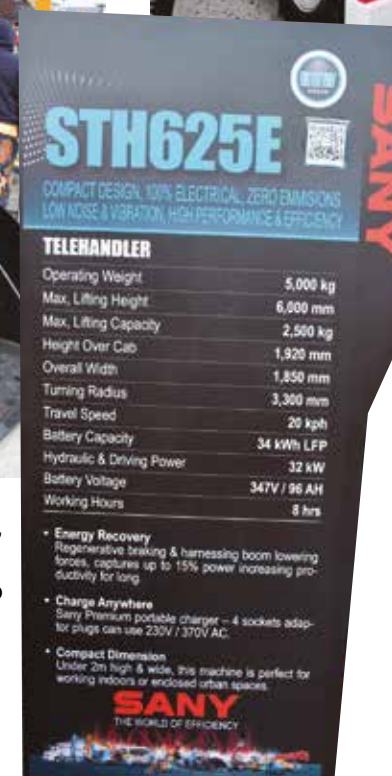 SANY
STH625E
COMPACT DESIGN, 100% ELECTRICAL, ZERO EMMISIONS
LOW NOISE & VIBRATION, HIGH PERFORMANCE & EFFICIENCY
TELEHANDLER
Operating Weight 5,000 kg
Max, Lifting Height 6,000 mm
Max, Lifting Capacity 2,500 kg
Height Over Cab 1,920 mm
Overall Width 1,850 mm
Turning Radius 3,300 mm
Travel Speed 20 kph
Battery Capacity 34 kWh LFP
Hydraulic & Driving Power 32 kW
Battery Voltage 347V / 96 AH
Working Hours 8 hrs
• Energy Recovery
Regenerative braking & harnessing boom lowering
forces, captures up to 15% power increasing pro-
ductivity for long.
• Charge Anywhere
Sany Premium portable charger – 4 sockets adap-
tor plugs can use 230V / 370V AC.
• Compact Dimension
Under 2m high & wide, this machine is perfect for
working indoors or enclosed urban spaces
SANY
THE WORLD OF EFFICIENCY